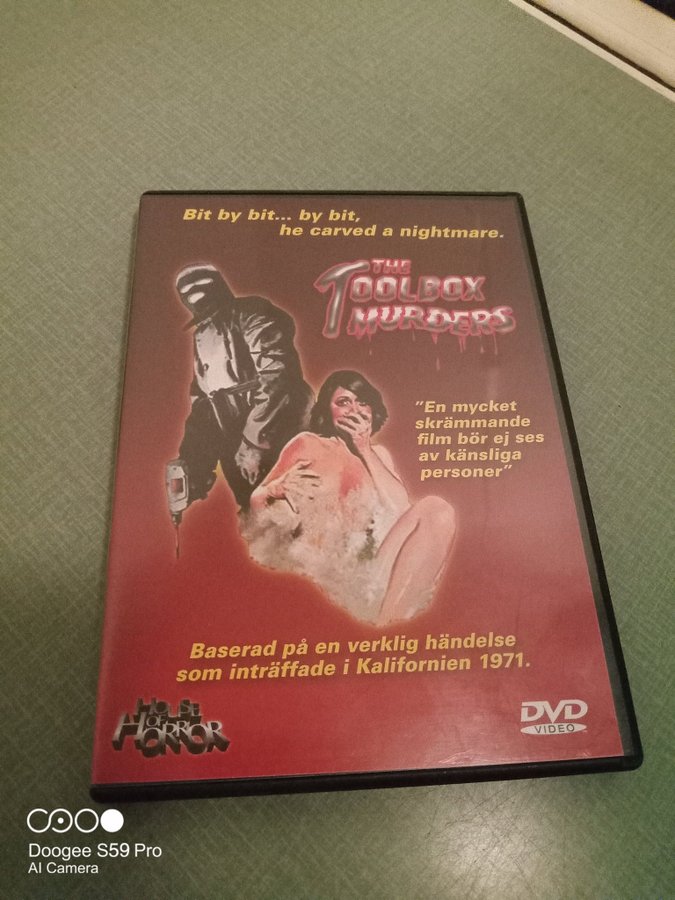 Bit by bit... by bit,
he carved a nightmare.
THE
TOOLBOX
MURDERS
"En mycket
skrämmande
film bör ej ses
av känsliga
personer"
Baserad på en verklig händelse
som inträffade i Kalifornien 1971.
HOUSE
OF
HORROR
DVD
VIDEO
Doogee S59 Pro
AI Camera